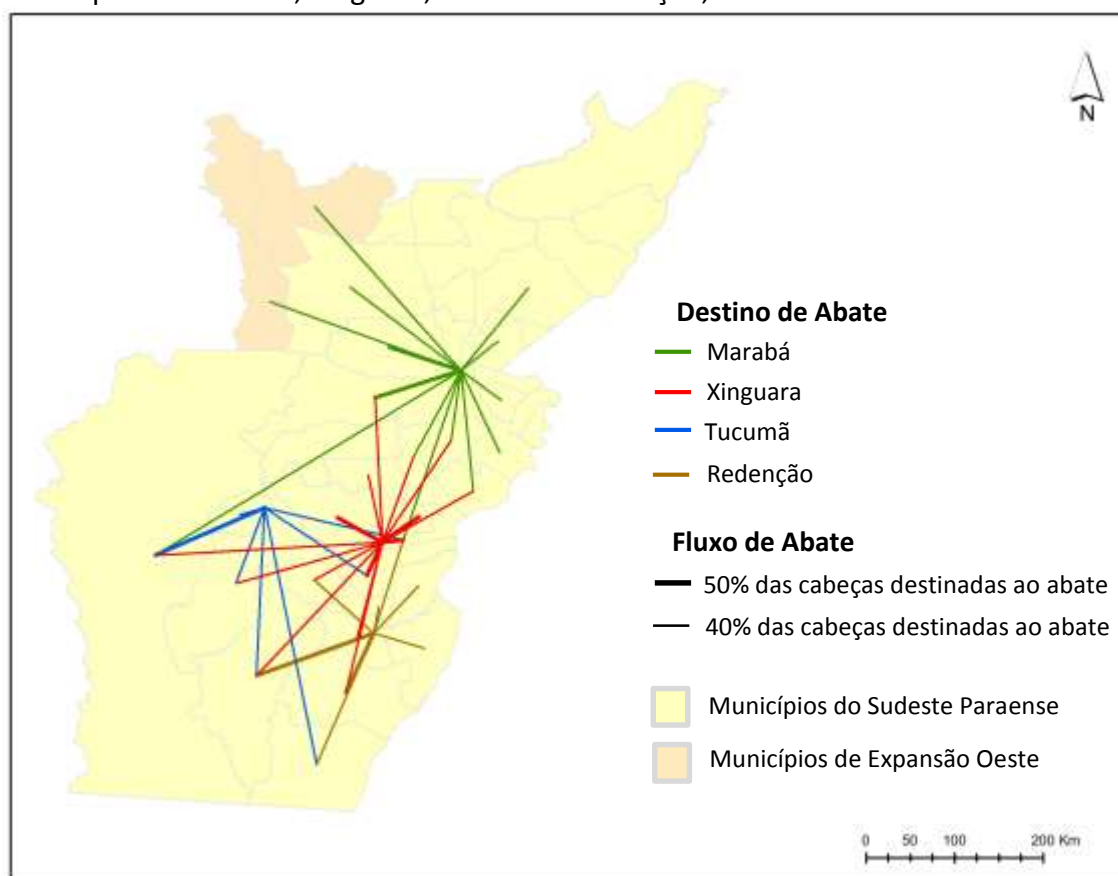 N
Destino de Abate
Marabá
Xinguara
Tucumã
Redenção
Fluxo de Abate
50% das cabeças destinadas ao abate
40% das cabeças destinadas ao abate
Municípios do Sudeste Paraense
Municípios de Expansão Oeste
0 50 100 200 Km